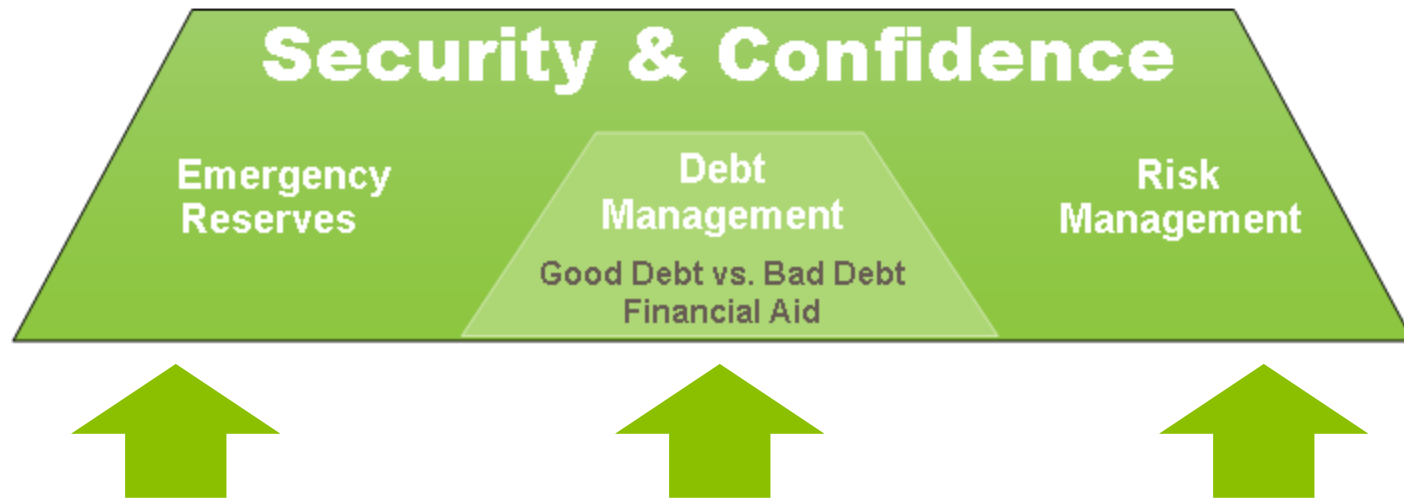 Security & Confidence
Emergency
Reserves
Debt
Management
Good Debt vs. Bad Debt
Financial Aid
Risk
Management